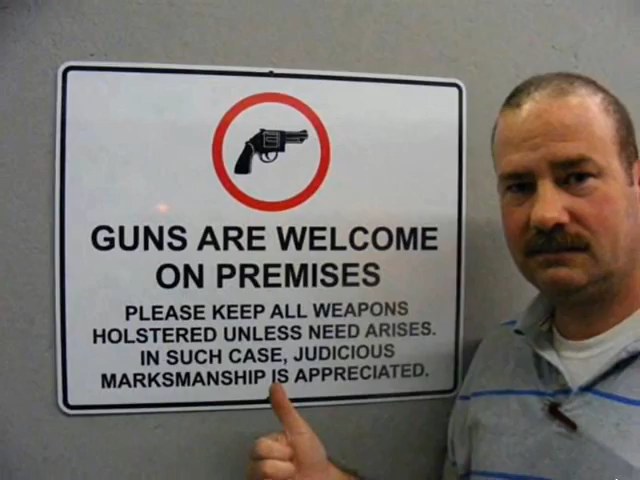 GUNS ARE WELCOME
ON PREMISES
PLEASE KEEP ALL WEAPONS
HOLSTERED UNLESS NEED ARISES.
IN SUCH CASE, JUDICIOUS
MARKSMANSHIP IS APPRECIATED.